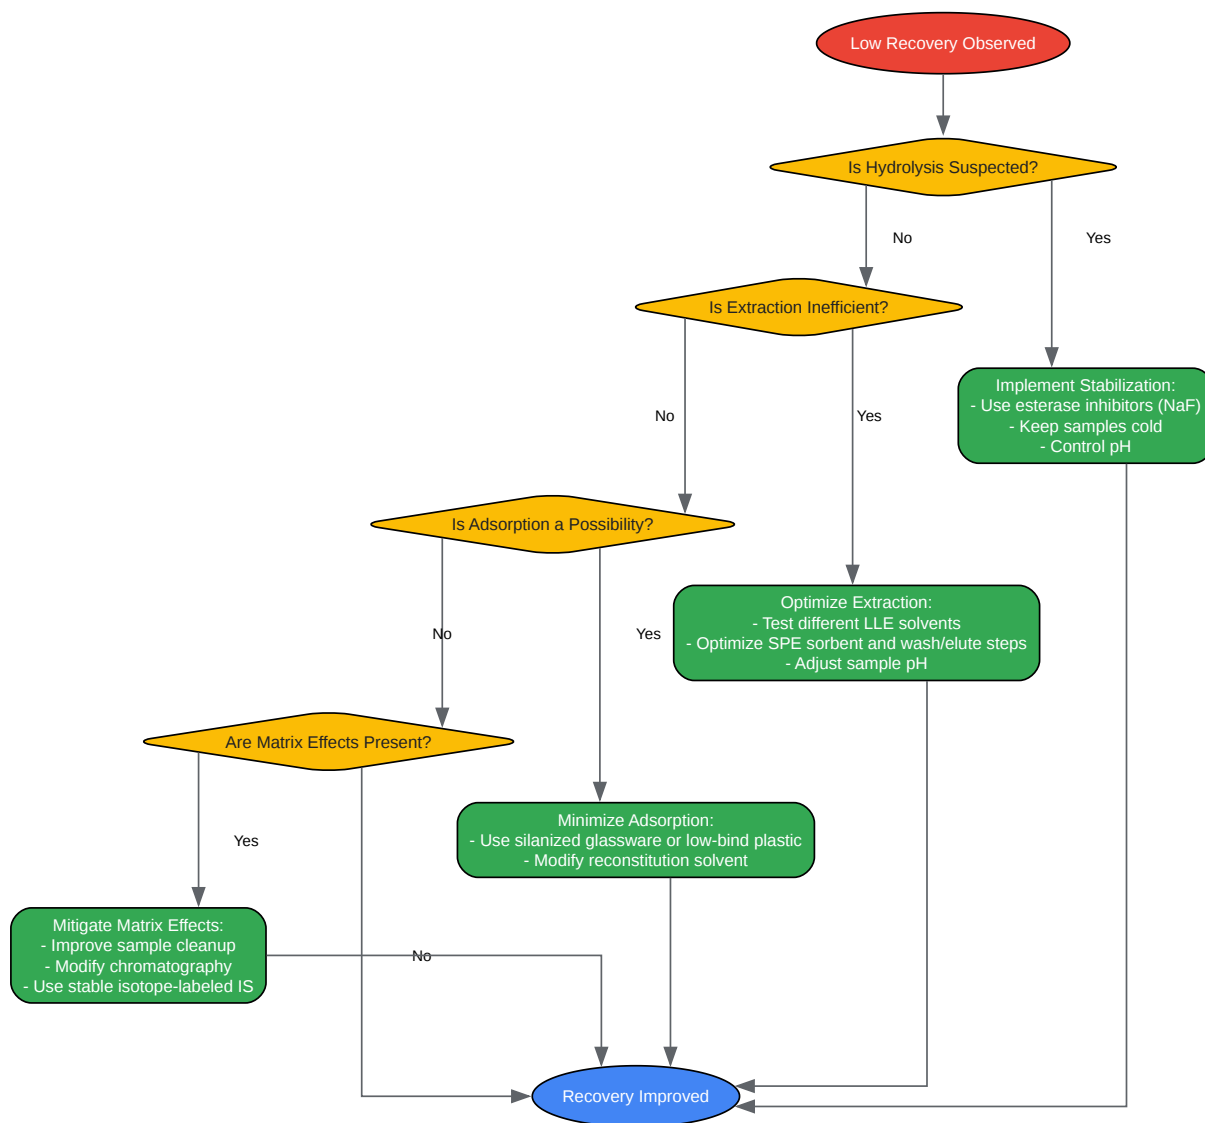 Low Recovery Observed
Is Hydrolysis Suspected?
No
Yes
Is Extraction Inefficient?
Implement Stabilization:
- Use esterase inhibitors (NaF)
- Keep samples cold
- Control pH
No
Yes
Is Adsorption a Possibility?
Optimize Extraction:
- Test different LLE solvents
- Optimize SPE sorbent and wash/elute steps
- Adjust sample pH
No
Yes
Are Matrix Effects Present?
Minimize Adsorption:
- Use silanized glassware or low-bind plastic
- Modify reconstitution solvent
Yes
Mitigate Matrix Effects:
- Improve sample cleanup
- Modify chromatography
- Use stable isotope-labeled IS
No
Recovery Improved